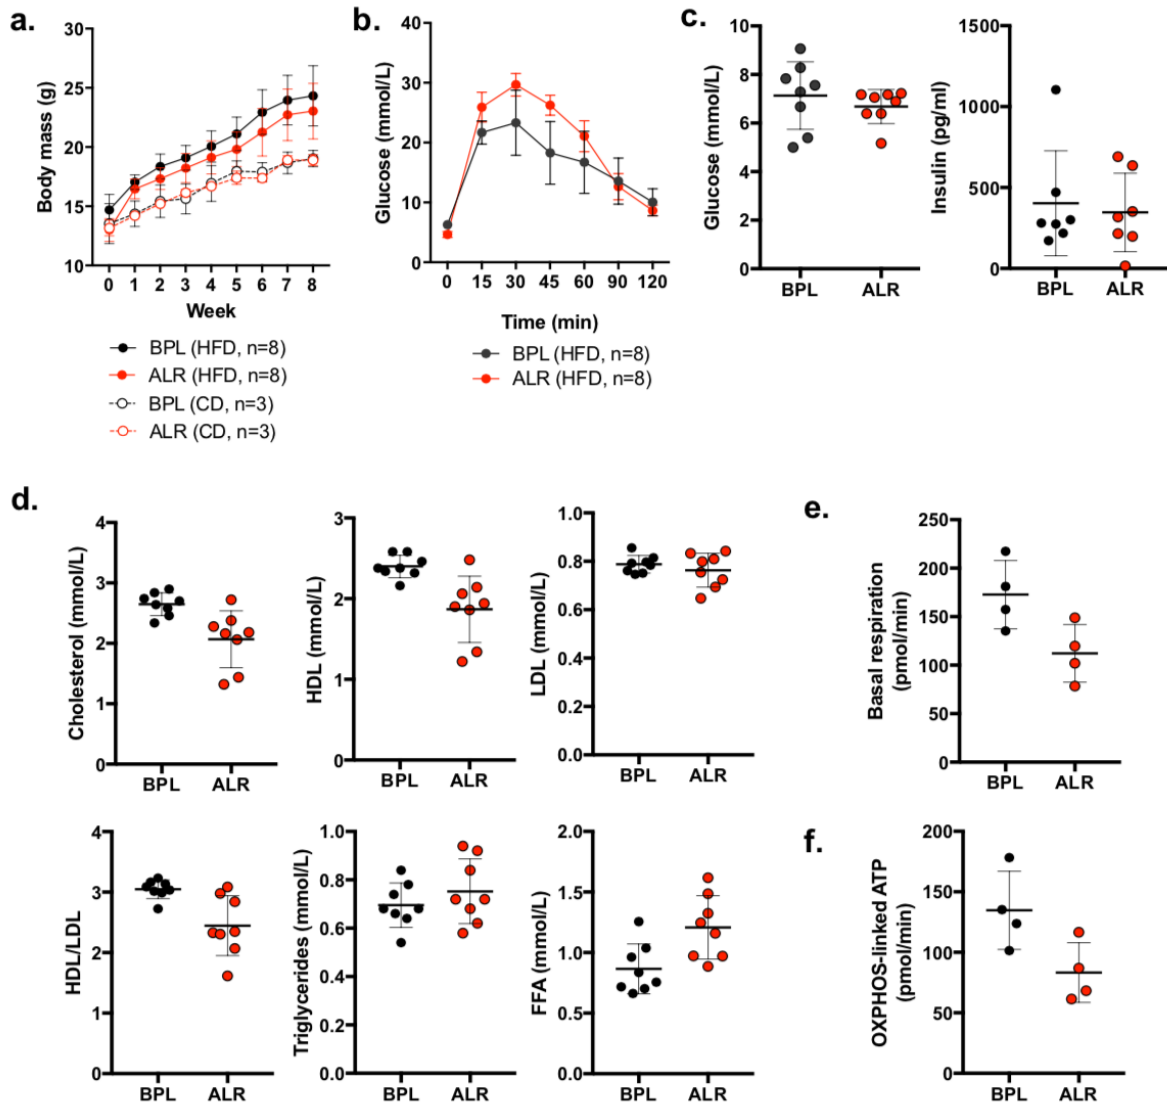 a.
Body mass (g)
30
25
20
15
10
0 1 2 3 4 5 6 7 8
Week
BPL (HFD, n=8)
ALR (HFD, n=8)
BPL (CD, n=3)
ALR (CD, n=3)
b.
Glucose (mmol/L)
40
30
20
10
0
0 15 30 45 60 90 120
Time (min)
BPL (HFD, n=8)
ALR (HFD, n=8)
c.
Glucose (mmol/L)
10
8
6
4
2
0
BPL ALR
Insulin (pg/ml)
1500
1000
500
0
BPL ALR
d.
Cholesterol (mmol/L)
4
3
2
1
0
BPL ALR
HDL (mmol/L)
3
2
1
0
BPL ALR
LDL (mmol/L)
1.0
0.8
0.6
0.4
0.2
0.0
BPL ALR
HDL/LDL
4
3
2
1
0
BPL ALR
Triglycerides (mmol/L)
1.0
0.8
0.6
0.4
0.2
0.0
BPL ALR
FFA (mmol/L)
2.0
1.5
1.0
0.5
0.0
BPL ALR
e.
Basal respiration
(pmol/min)
250
200
150
100
50
0
BPL ALR
f.
OXPHOS-linked ATP
(pmol/min)
200
150
100
50
0
BPL ALR